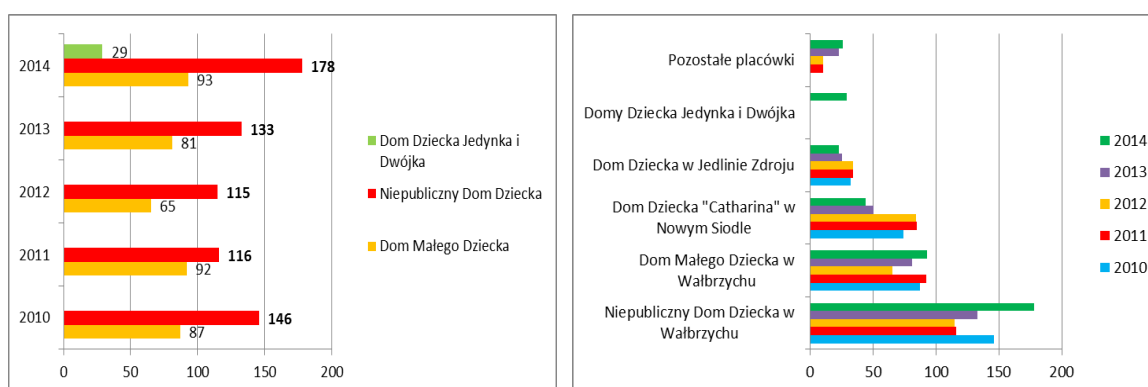 2014
29
178
93
2013
133
81
2012
115
65
2011
116
92
2010
146
87
0 50 100 150 200
Dom Dziecka Jedynka i
Dwójka
Niepubliczny Dom Dziecka
Dom Małego Dziecka
Pozostałe placówki
Domy Dziecka Jedynka i Dwójka
Dom Dziecka w Jedlinie Zdroju
Dom Dziecka "Catharina" w
Nowym Siodle
Dom Małego Dziecka w
Wałbrzychu
Niepubliczny Dom Dziecka w
Wałbrzychu
0 50 100 150 200
2014
2013
2012
2011
2010